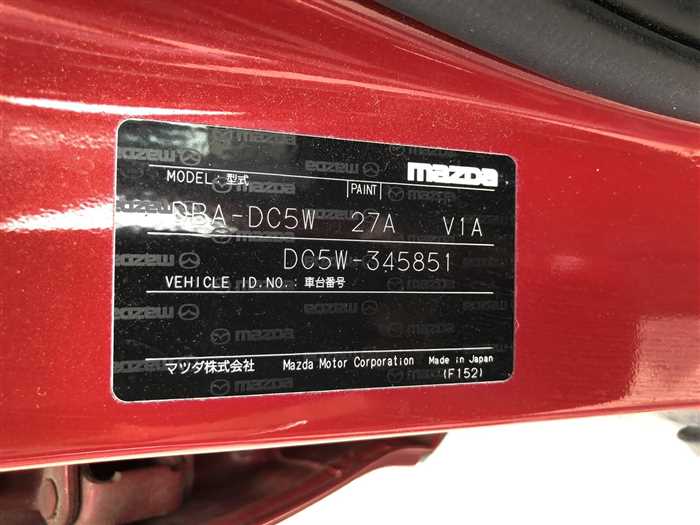 mazda
MODEL:型式 PAINT
DBA-DC5W 27A V1A
DC5W-345851
VEHICLE ID.NO.:車台番号
マツダ株式会社 Mazda Motor Corporation Made in Japan
(F152)